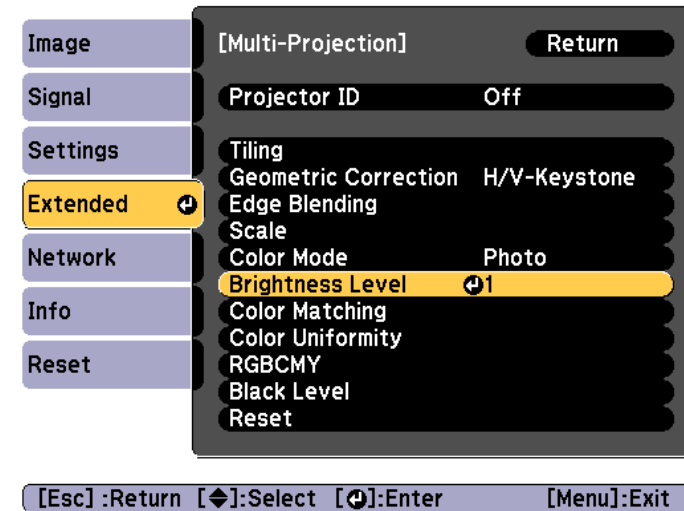 Image
Signal
Settings
Extended
Network
Info
Reset
[Multi-Projection] Return
Projector ID Off
Tiling
Geometric Correction H/V-Keystone
Edge Blending
Scale
Color Mode Photo
Brightness Level 1
Color Matching
Color Uniformity
RGBCMY
Black Level
Reset
[Esc] :Return [◆]:Select [⏎]:Enter [Menu]:Exit